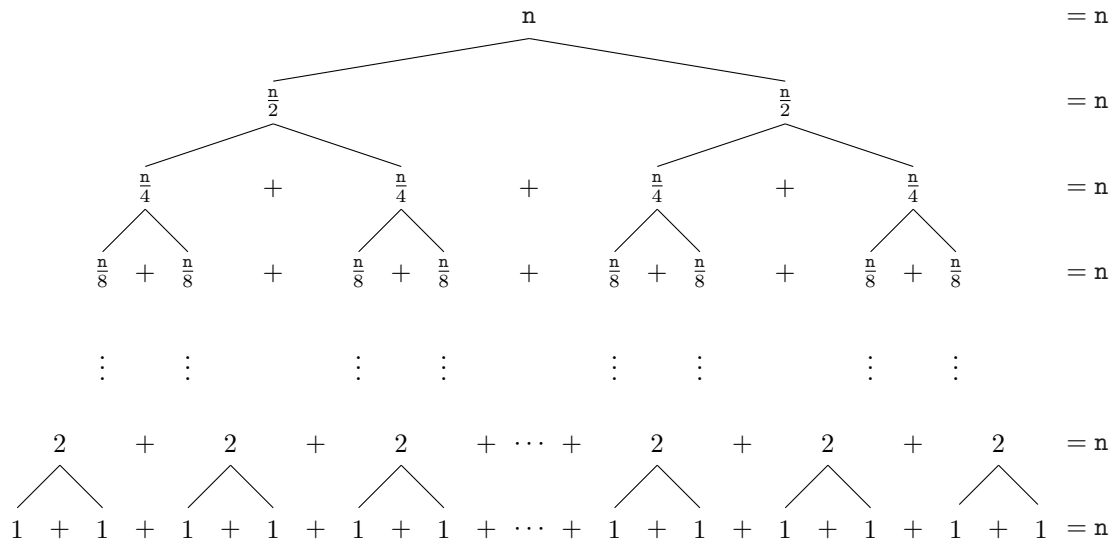 n = n
n/2 n/2 = n
n/4 + n/4 + n/4 + n/4 = n
n/8 + n/8 + n/8 + n/8 + n/8 + n/8 + n/8 + n/8 = n
⋮ ⋮ ⋮ ⋮ ⋮ ⋮ ⋮ ⋮
2 + 2 + 2 + ⋯ + 2 + 2 + 2 = n
1 + 1 + 1 + 1 + 1 + 1 + ⋯ + 1 + 1 + 1 + 1 + 1 + 1 = n